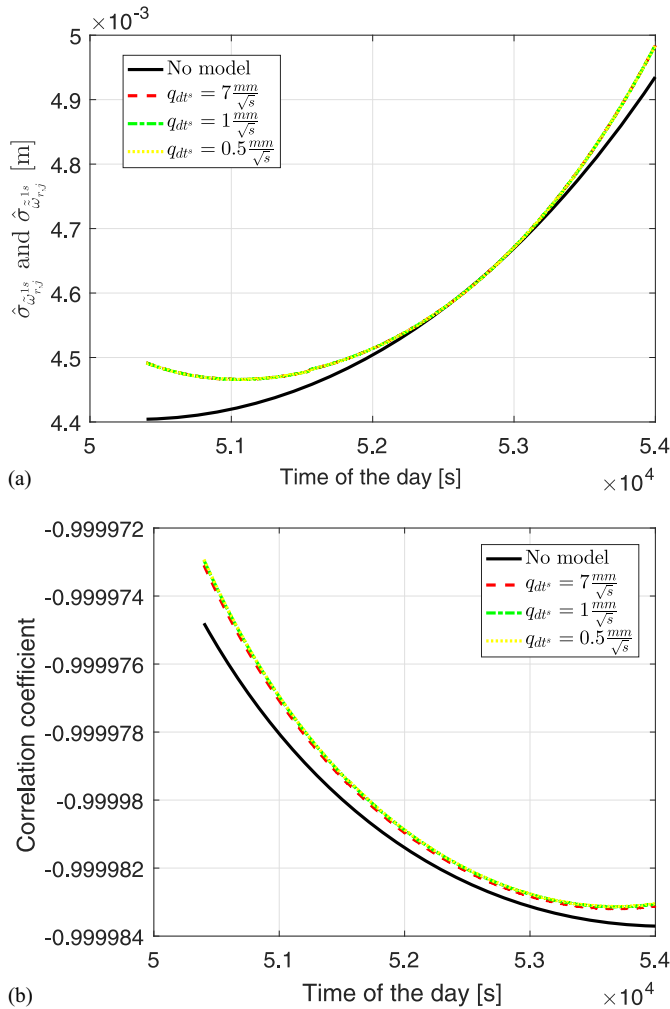 ×10⁻³
5
4.9
4.8
4.7
4.6
4.5
4.4
σ̂_ω̃_{r,j}^{1s} and σ̂_ω̃_{r,j}^{z1s} [m]
No model
q_{dt^s} = 7 mm/√s
q_{dt^s} = 1 mm/√s
q_{dt^s} = 0.5 mm/√s
5 5.1 5.2 5.3 5.4
Time of the day [s] ×10⁴
(a)
-0.999972
-0.999974
-0.999976
-0.999978
-0.99998
-0.999982
-0.999984
Correlation coefficient
No model
q_{dt^s} = 7 mm/√s
q_{dt^s} = 1 mm/√s
q_{dt^s} = 0.5 mm/√s
5 5.1 5.2 5.3 5.4
Time of the day [s] ×10⁴
(b)